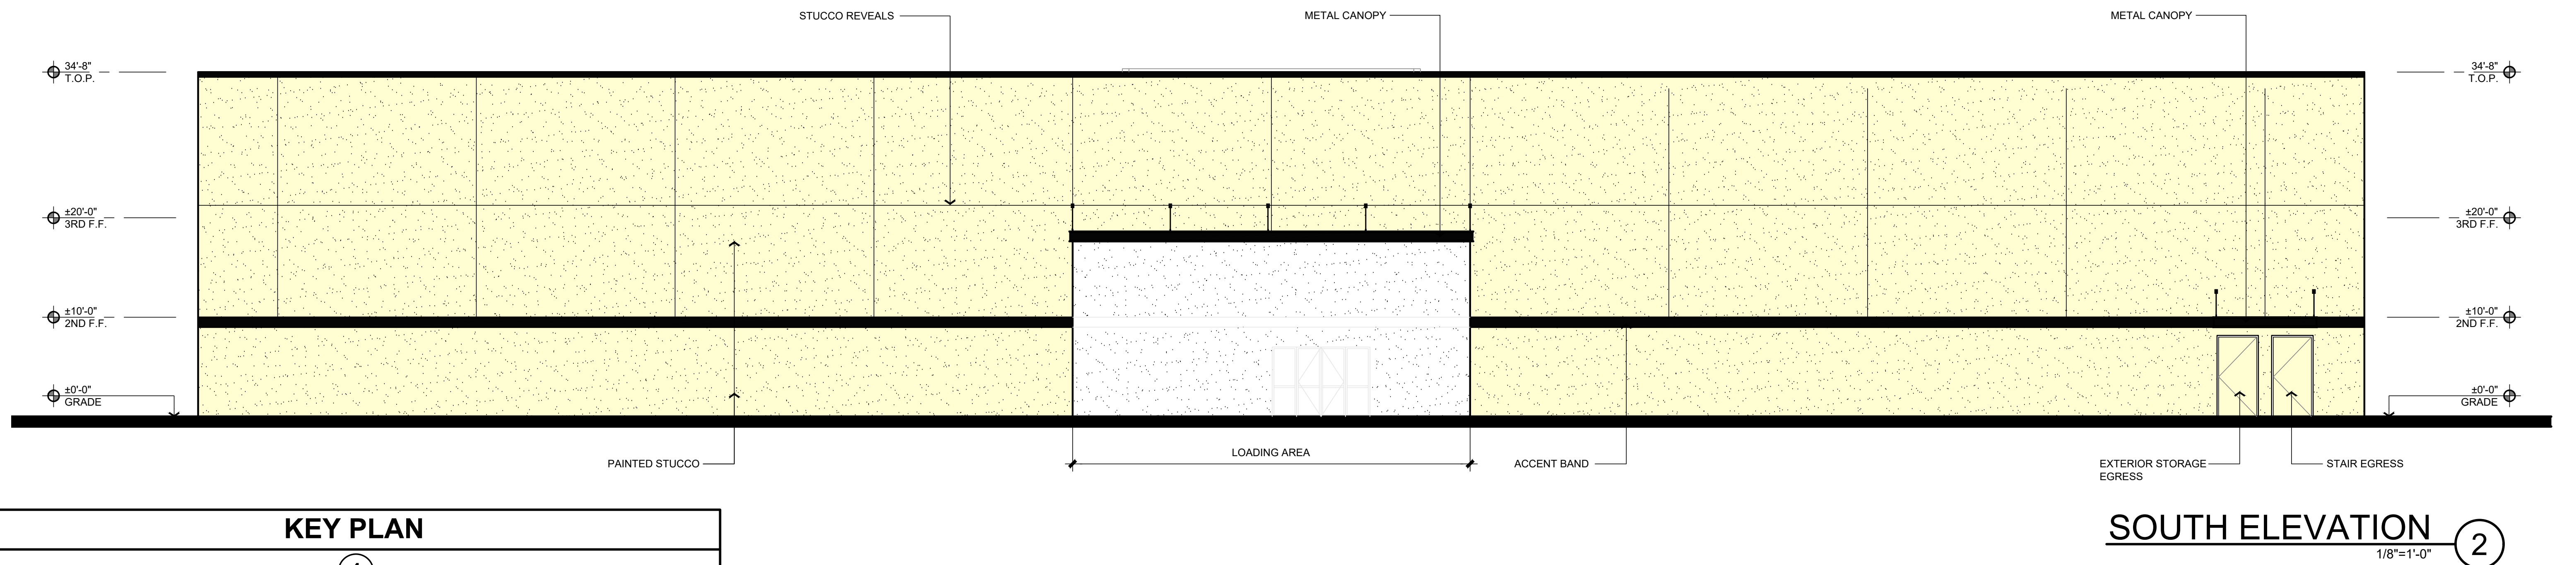 STUCCO REVEALS
METAL CANOPY
METAL CANOPY
34'-8"
T.O.P.
34'-8"
T.O.P.
±20'-0"
3RD F.F.
±20'-0"
3RD F.F.
±10'-0"
2ND F.F.
±10'-0"
2ND F.F.
±0'-0"
GRADE
±0'-0"
GRADE
PAINTED STUCCO
LOADING AREA
ACCENT BAND
EXTERIOR STORAGE
EGRESS
STAIR EGRESS
KEY PLAN
SOUTH ELEVATION
2
1/8"=1'-0"